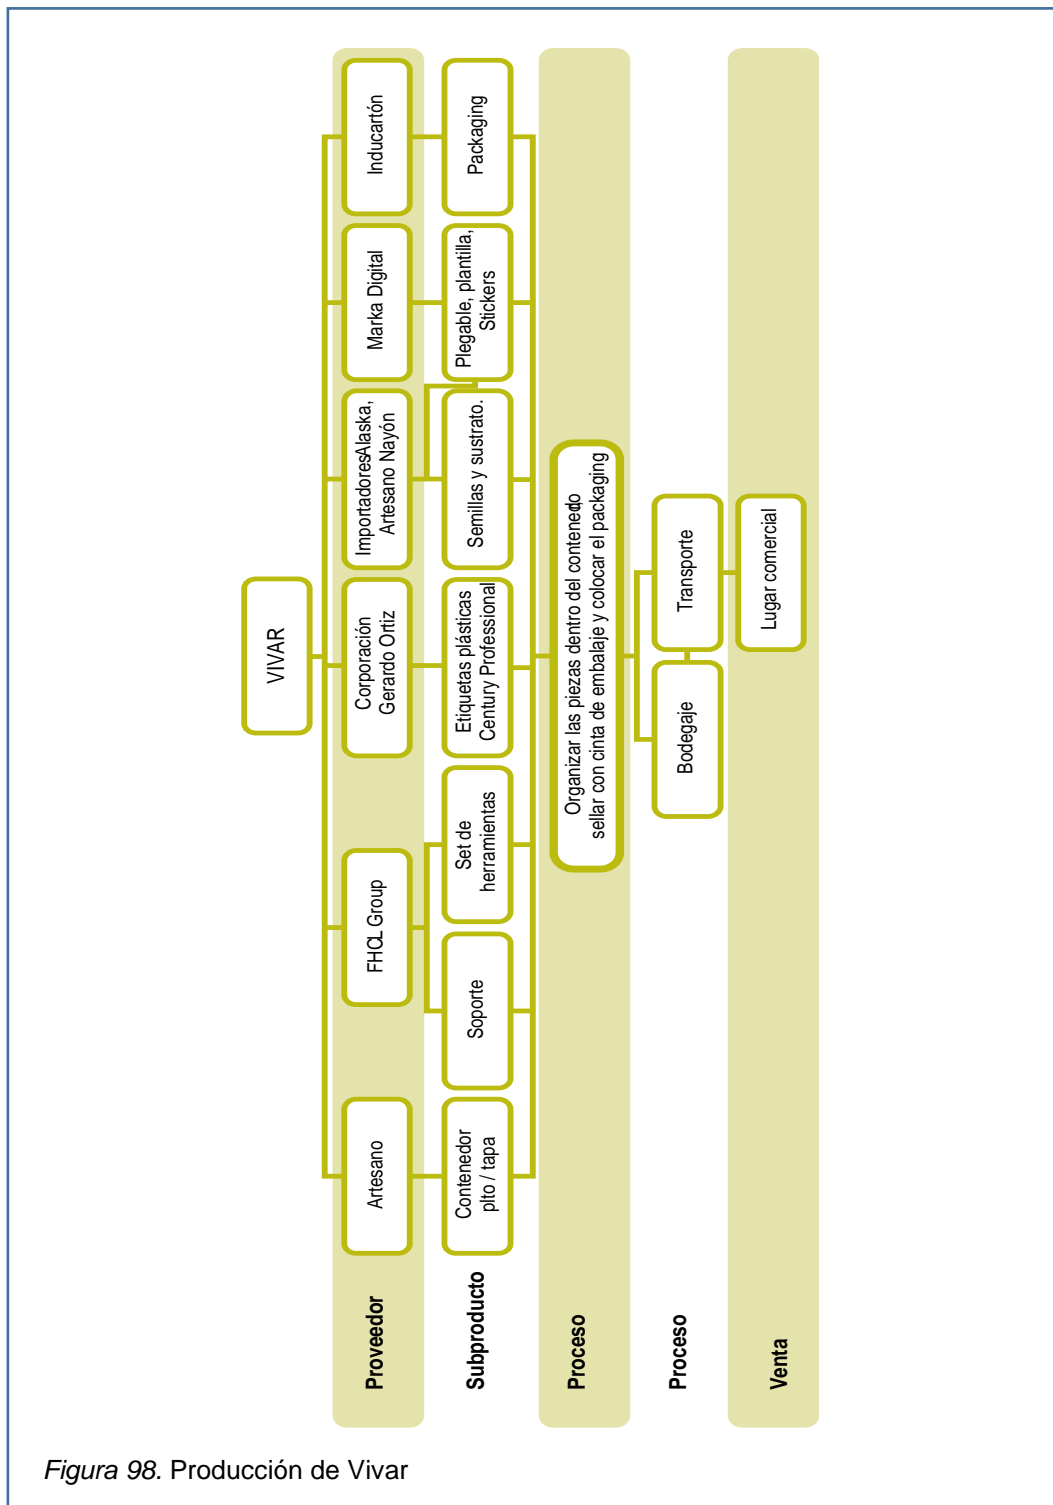 VIVAR
Proveedor
Artesano
FHCL Group
Corporación
Gerardo Ortiz
ImportadoresAlaska,
Artesano Nayón
Marka Digital
Inducartón
Subproducto
Contenedor
plto / tapa
Soporte
Set de
herramientas
Etiquetas plásticas
Century Professional
Semillas y sustrato.
Plegable, plantilla,
Stickers
Packaging
Proceso
Organizar las piezas dentro del contenedo,
sellar con cinta de embalaje y colocar el packaging
Proceso
Bodegaje
Transporte
Venta
Lugar comercial
Figura 98. Producción de Vivar